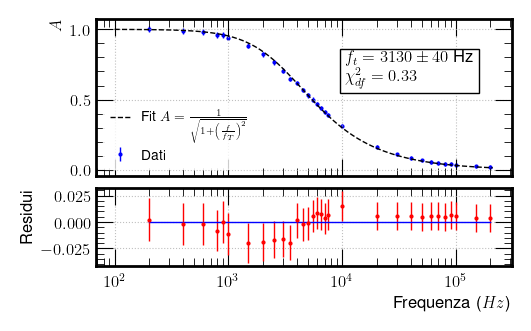 A
1.0
0.5
0.0
f_t = 3130 ± 40 Hz
χ²_df = 0.33
Fit A = 1/√(1+(f/f_T)²)
Dati
Residui
0.025
0.000
−0.025
10² 10³ 10⁴ 10⁵
Frequenza (Hz)